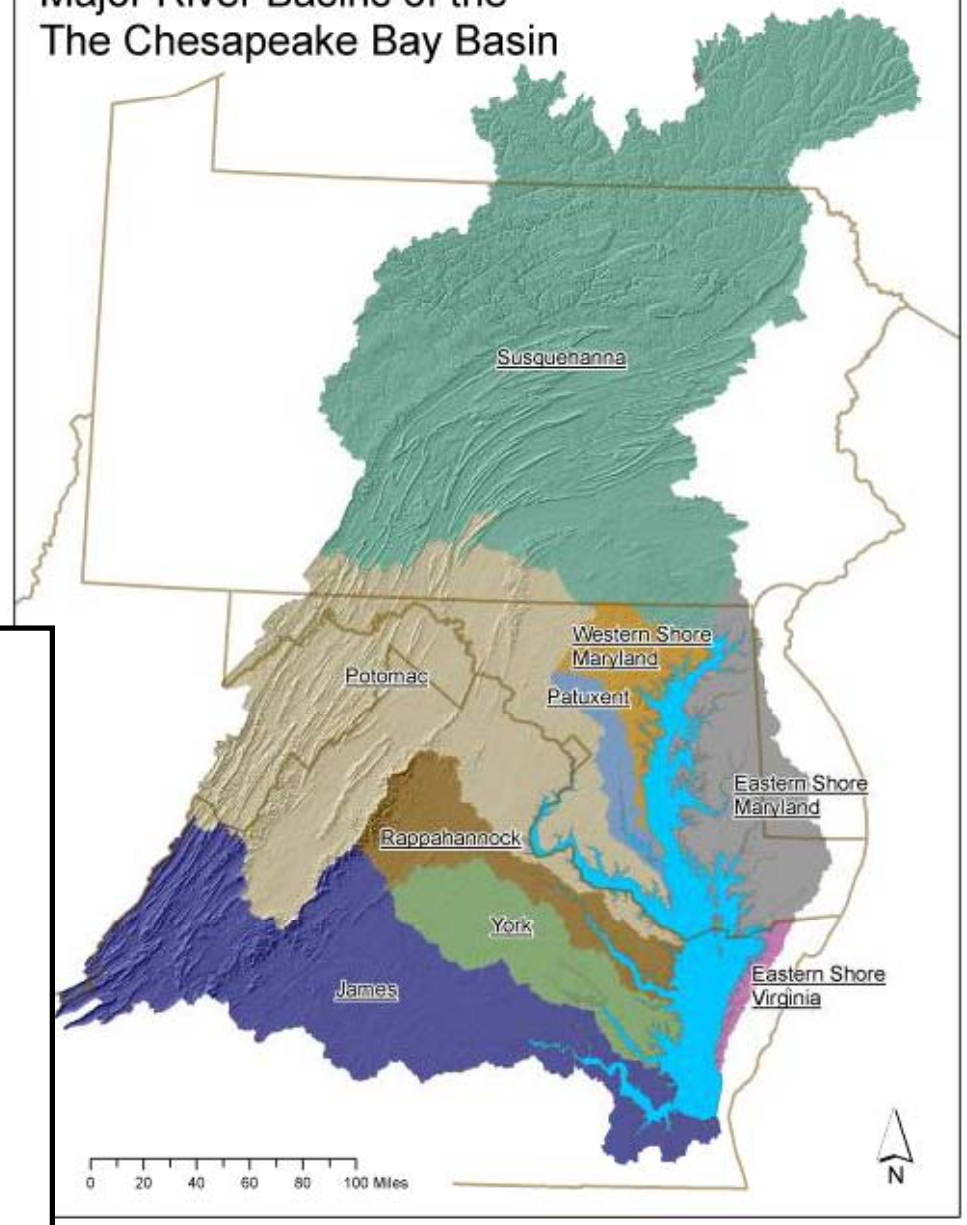 Major River Basins of the
The Chesapeake Bay Basin
Susquehanna
Western Shore
Maryland
Potomac
Patuxent
Eastern Shore
Maryland
Rappahannock
York
Eastern Shore
Virginia
James
0 20 40 60 80 100 Miles
N